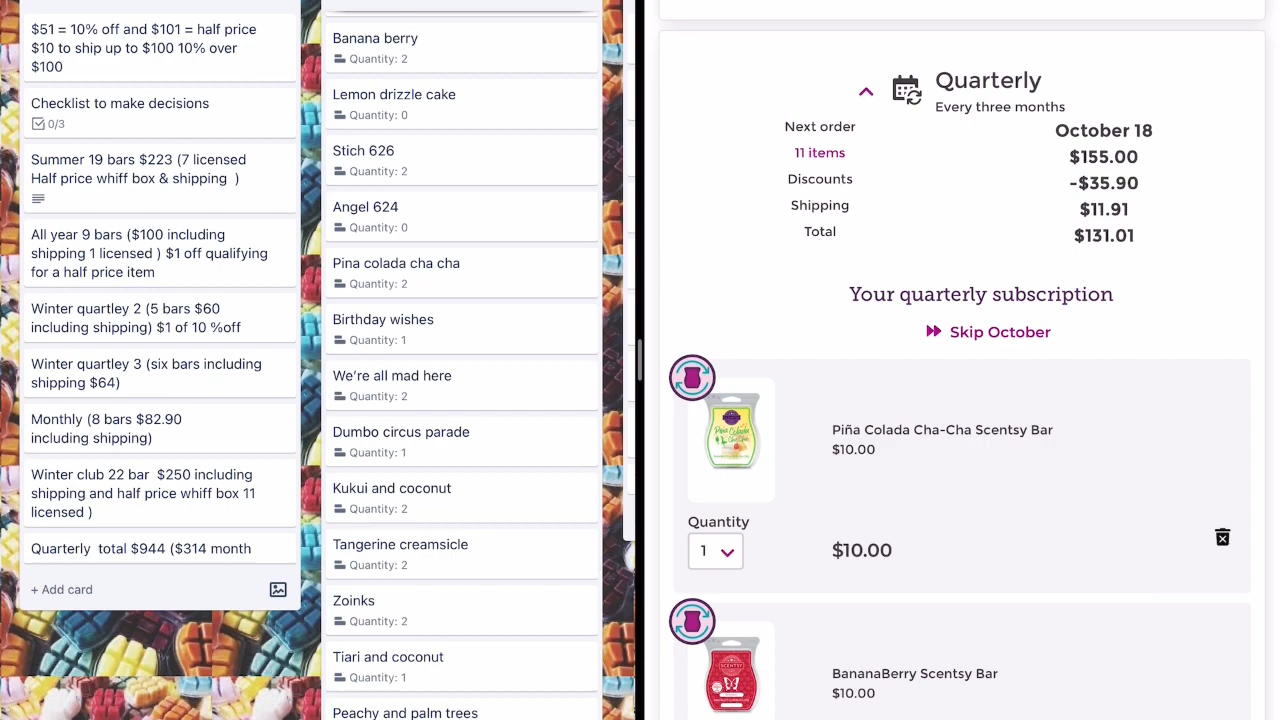 $51 = 10% off and $101 = half price
$10 to ship up to $100 10% over
$100
Checklist to make decisions
0/3
Summer 19 bars $223 (7 licensed
Half price whiff box & shipping )
All year 9 bars ($100 including
shipping 1 licensed ) $1 off qualifying
for a half price item
Winter quartley 2 (5 bars $60
including shipping) $1 of 10 %off
Winter quartley 3 (six bars including
shipping $64)
Monthly (8 bars $82.90
including shipping)
Winter club 22 bar $250 including
shipping and half price whiff box 11
licensed )
Quarterly total $944 ($314 month
+ Add card
Banana berry
Quantity: 2
Lemon drizzle cake
Quantity: 0
Stich 626
Quantity: 2
Angel 624
Quantity: 0
Pina colada cha cha
Quantity: 2
Birthday wishes
Quantity: 1
We're all mad here
Quantity: 2
Dumbo circus parade
Quantity: 1
Kukui and coconut
Quantity: 2
Tangerine creamsicle
Quantity: 2
Zoinks
Quantity: 2
Tiari and coconut
Quantity: 1
Peachy and palm trees
Quarterly
Every three months
Next order October 18
11 items $155.00
Discounts -$35.90
Shipping $11.91
Total $131.01
Your quarterly subscription
Skip October
Piña Colada Cha Cha
Piña Colada Cha-Cha Scentsy Bar
$10.00
Quantity
1
$10.00
SCENTSY
BananaBerry Scentsy Bar
$10.00